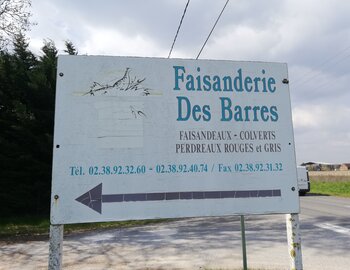 Faisanderie
Des Barres
FAISANDEAUX - COLVERTS
PERDREAUX ROUGES et GRIS
Tél. 02.38.92.32.60 - 02.38.92.40.74 / Fax 02.38.92.31.32